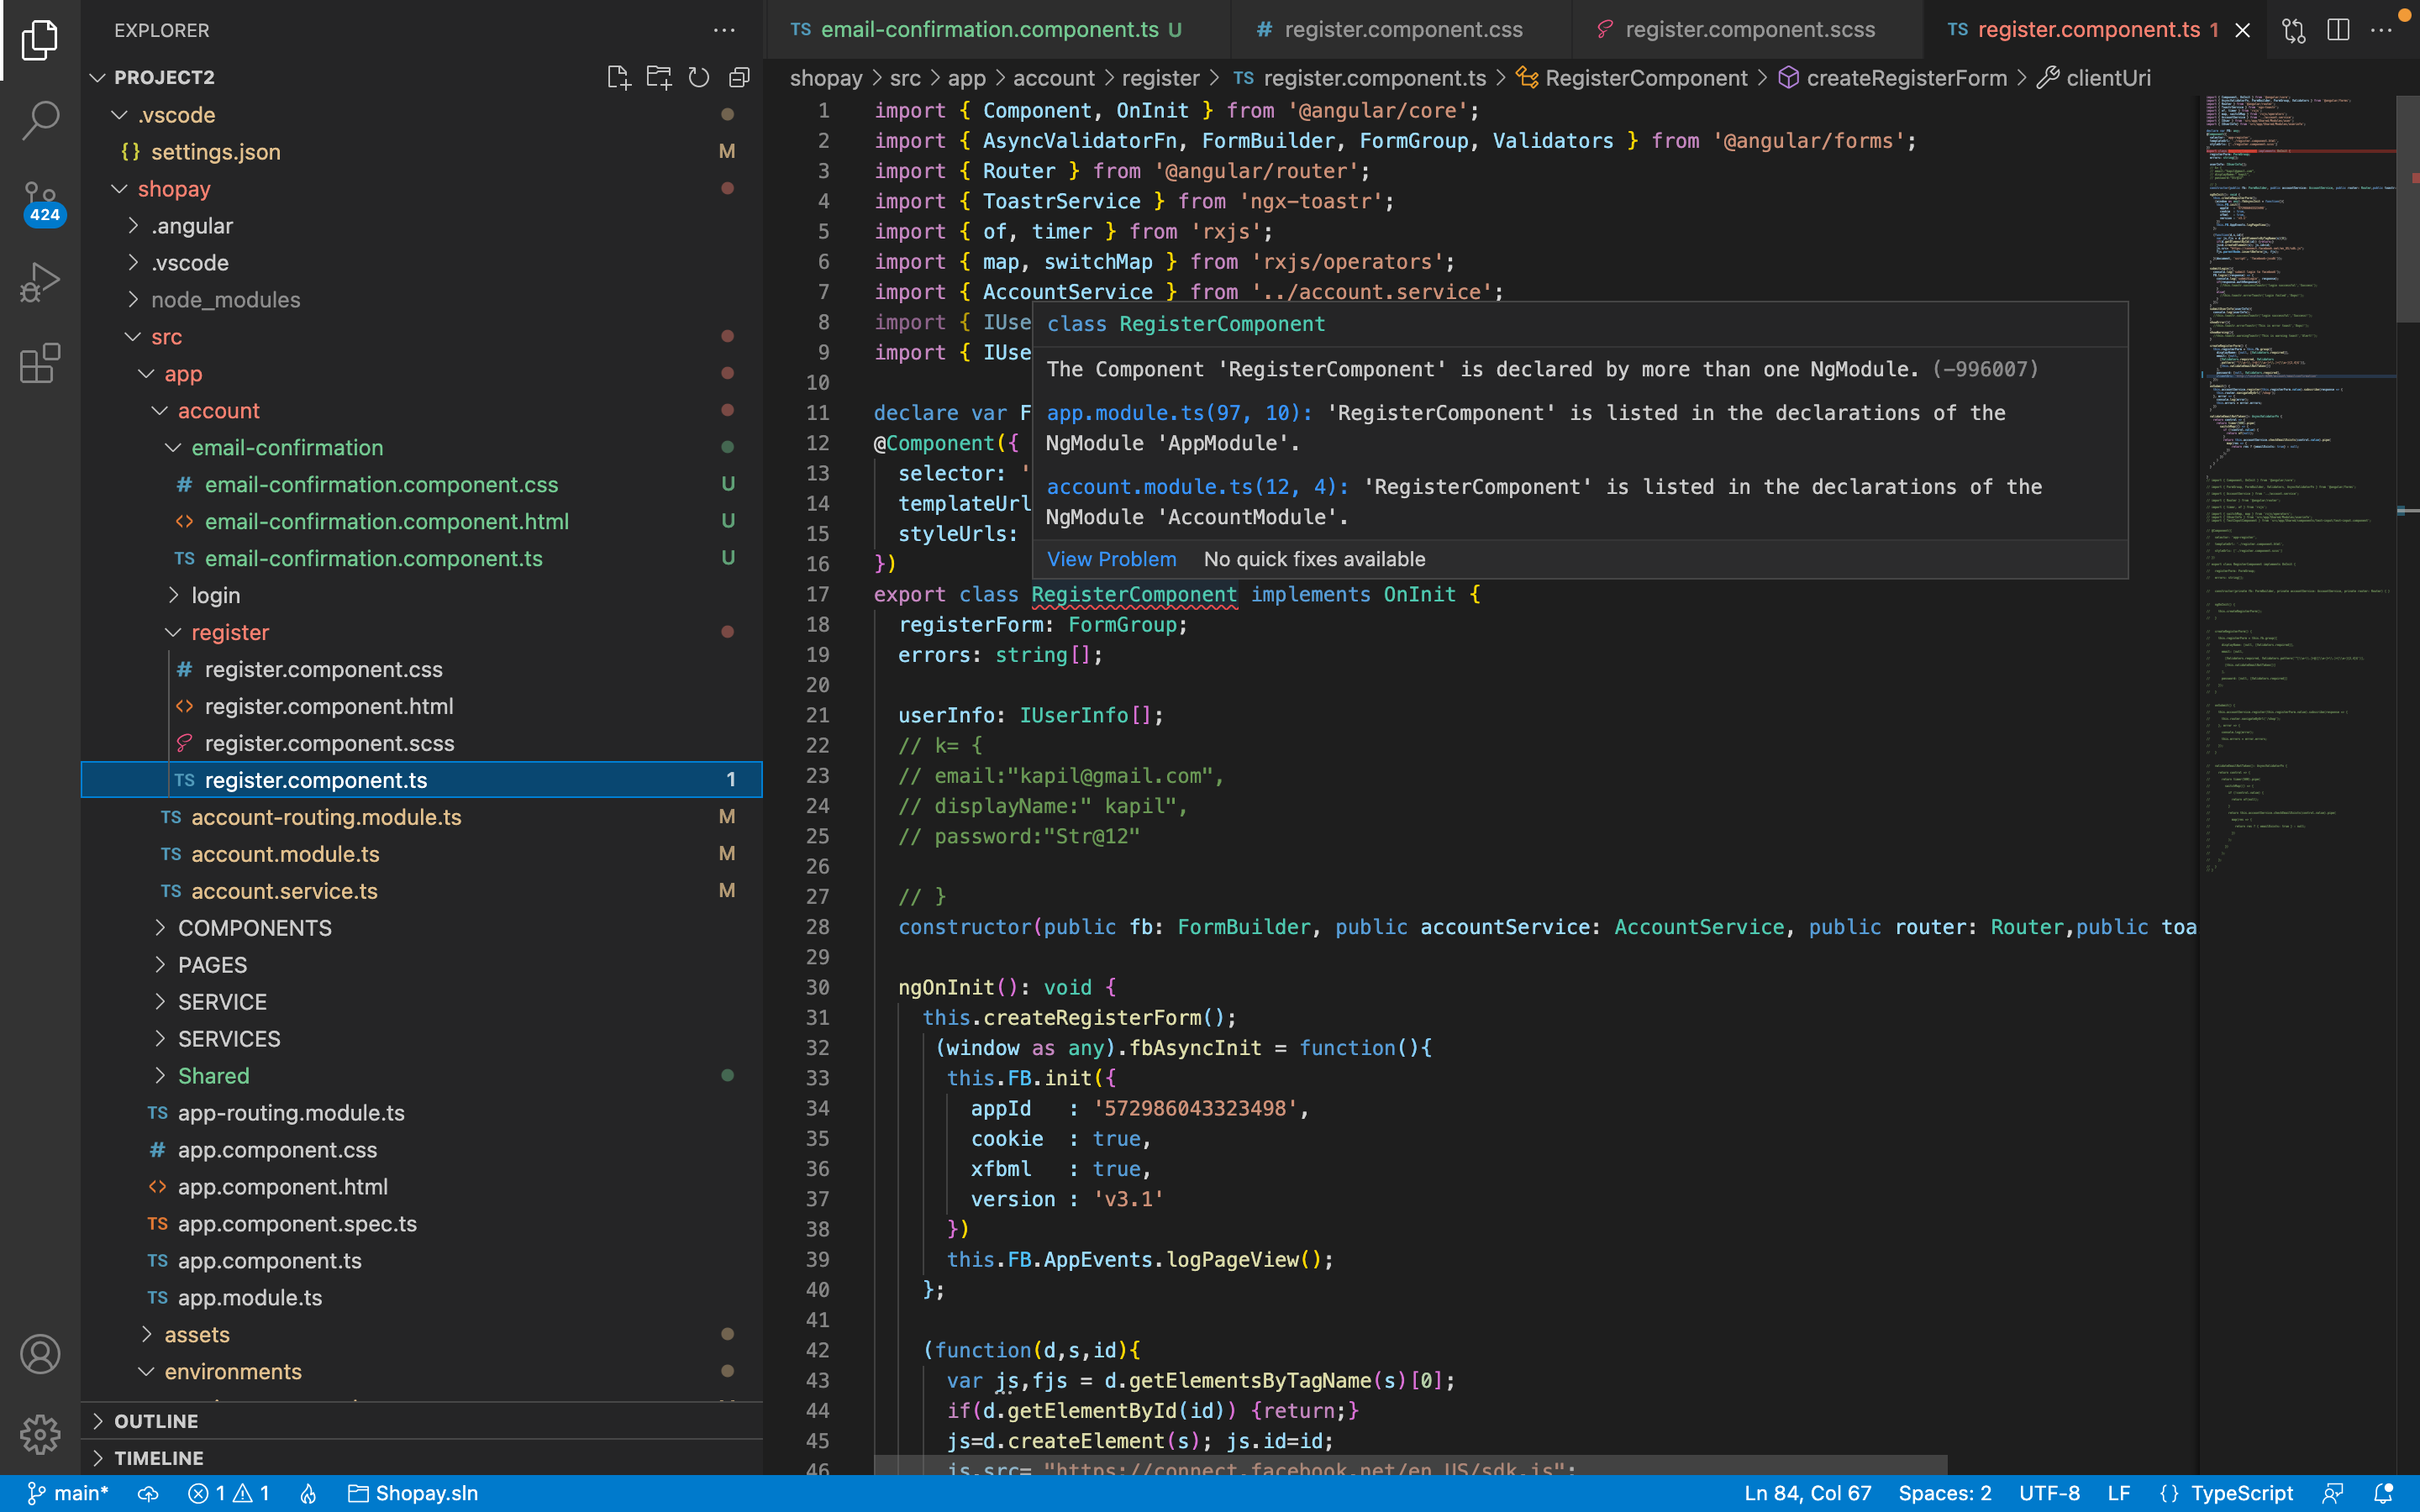 EXPLORER
PROJECT2
.vscode
{} settings.json M
shopay
.angular
.vscode
node_modules
src
app
account
email-confirmation
# email-confirmation.component.css U
<> email-confirmation.component.html U
TS email-confirmation.component.ts U
login
register
# register.component.css
<> register.component.html
register.component.scss
TS register.component.ts 1
TS account-routing.module.ts M
TS account.module.ts M
TS account.service.ts M
COMPONENTS
PAGES
SERVICE
SERVICES
Shared
TS app-routing.module.ts
# app.component.css
<> app.component.html
TS app.component.spec.ts
TS app.component.ts
TS app.module.ts
assets
environments
OUTLINE
TIMELINE
424
TS email-confirmation.component.ts U
# register.component.css
register.component.scss
TS register.component.ts 1
shopay > src > app > account > register > TS register.component.ts > RegisterComponent > createRegisterForm > clientUri
1 import { Component, OnInit } from '@angular/core';
2 import { AsyncValidatorFn, FormBuilder, FormGroup, Validators } from '@angular/forms';
3 import { Router } from '@angular/router';
4 import { ToastrService } from 'ngx-toastr';
5 import { of, timer } from 'rxjs';
6 import { map, switchMap } from 'rxjs/operators';
7 import { AccountService } from '../account.service';
8 import { IUse
9 import { IUse
10
11 declare var F
12 @Component({
13 selector: '
14 templateUrl
15 styleUrls:
16 })
class RegisterComponent
The Component 'RegisterComponent' is declared by more than one NgModule. (-996007)
app.module.ts(97, 10): 'RegisterComponent' is listed in the declarations of the
NgModule 'AppModule'.
account.module.ts(12, 4): 'RegisterComponent' is listed in the declarations of the
NgModule 'AccountModule'.
View Problem No quick fixes available
17 export class RegisterComponent implements OnInit {
18 registerForm: FormGroup;
19 errors: string[];
20
21 userInfo: IUserInfo[];
22 // k= {
23 // email:"kapil@gmail.com",
24 // displayName:" kapil",
25 // password:"Str@12"
26
27 // }
28 constructor(public fb: FormBuilder, public accountService: AccountService, public router: Router,public toa
29
30 ngOnInit(): void {
31 this.createRegisterForm();
32 (window as any).fbAsyncInit = function(){
33 this.FB.init({
34 appId : '572986043323498',
35 cookie : true,
36 xfbml : true,
37 version : 'v3.1'
38 })
39 this.FB.AppEvents.logPageView();
40 };
41
42 (function(d,s,id){
43 var js,fjs = d.getElementsByTagName(s)[0];
44 if(d.getElementById(id)) {return;}
45 js=d.createElement(s); js.id=id;
46 js.src= "https://connect.facebook.net/en_US/sdk.js";
main* 1 1 Shopay.sln
Ln 84, Col 67 Spaces: 2 UTF-8 LF {} TypeScript